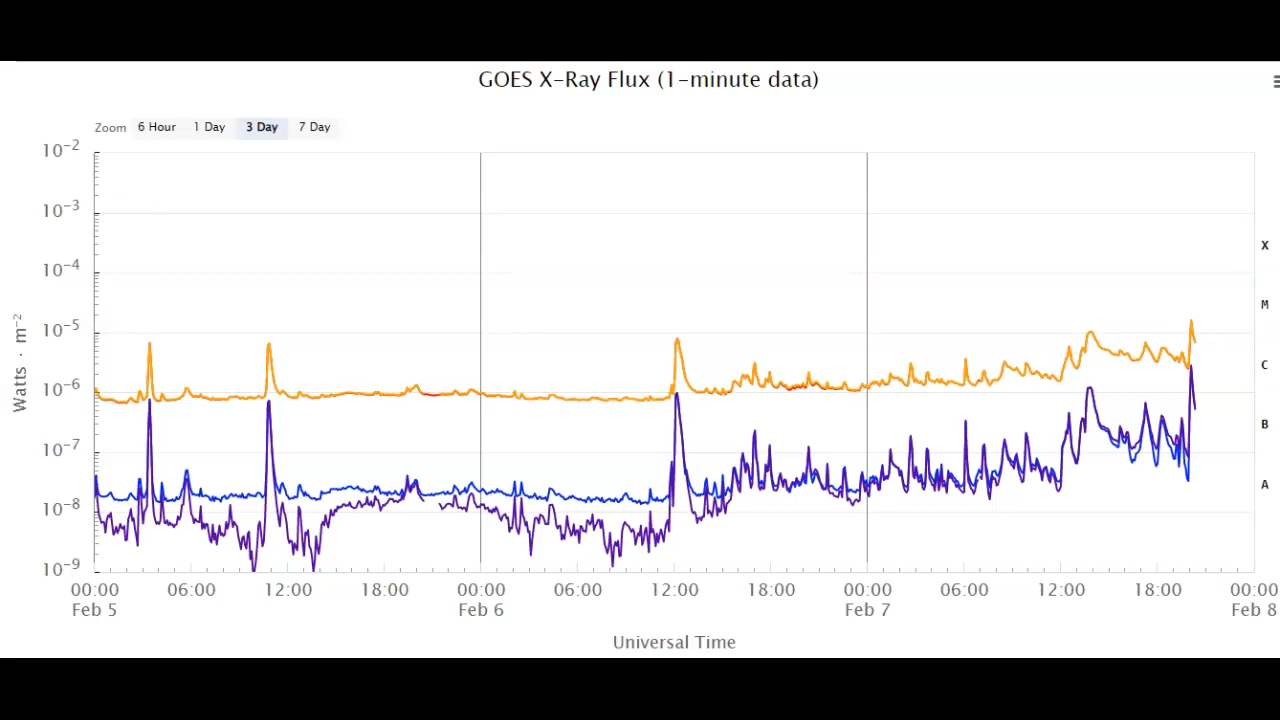 GOES X-Ray Flux (1-minute data)
Zoom 6 Hour 1 Day 3 Day 7 Day
10⁻²
10⁻³
10⁻⁴
10⁻⁵
10⁻⁶
10⁻⁷
10⁻⁸
10⁻⁹
Watts · m⁻²
X
M
C
B
A
00:00 06:00 12:00 18:00 00:00 06:00 12:00 18:00 00:00 06:00 12:00 18:00 00:00
Feb 5 Feb 6 Feb 7 Feb 8
Universal Time